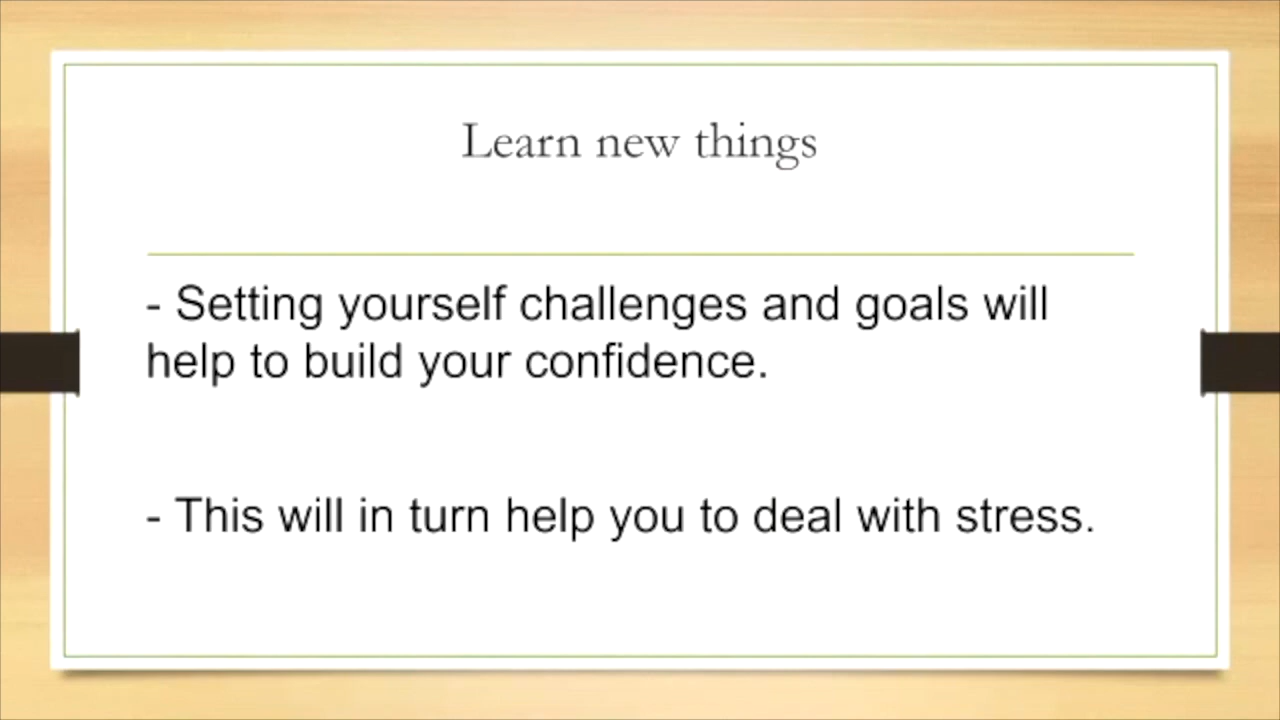 Learn new things
- Setting yourself challenges and goals will
help to build your confidence.
- This will in turn help you to deal with stress.